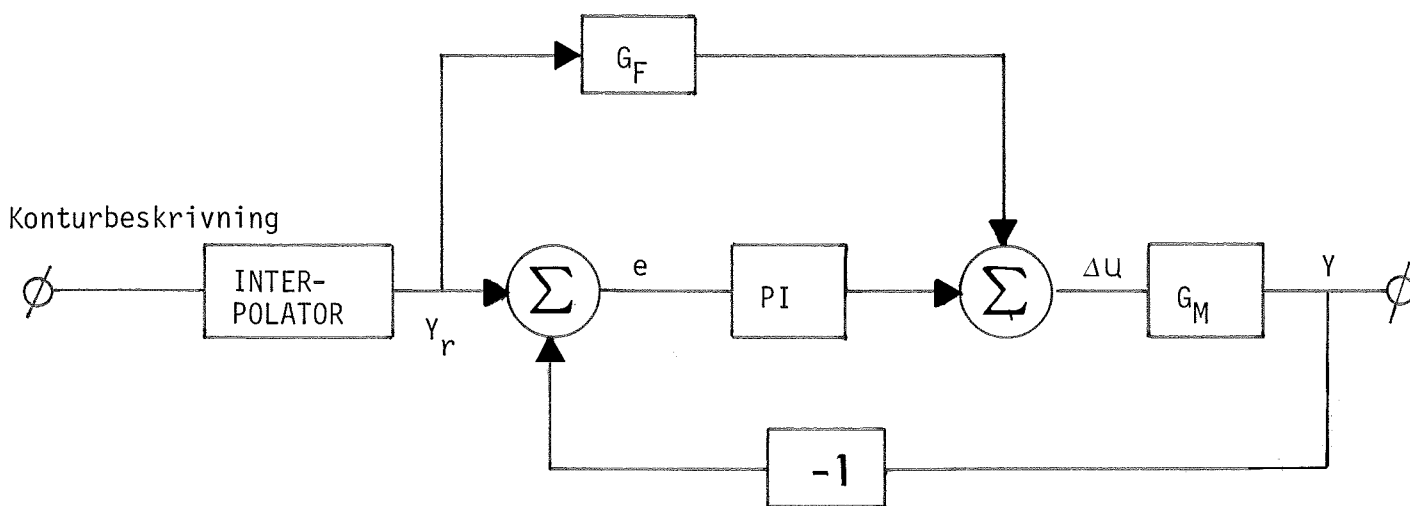 G_F
Konturbeskrivning
INTER-
POLATOR
Y_r
Σ
e
PI
Σ
Δu
G_M
Y
-1